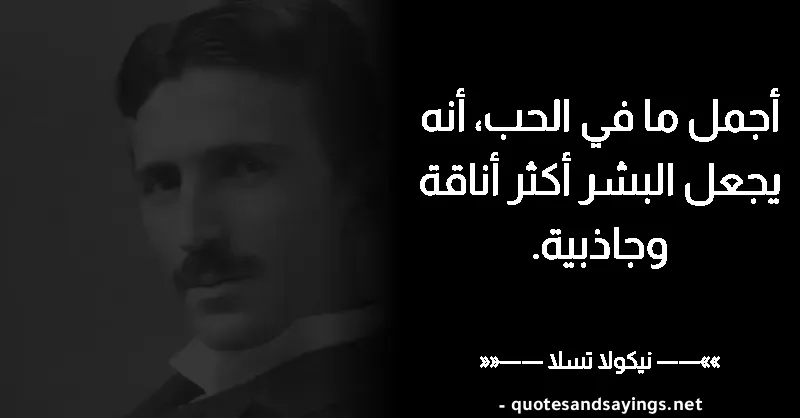 أجمل ما في الحب، أنه
يجعل البشر أكثر أناقة
وجاذبية.
»»—— نيكولا تسلا ——««
- quotesandsayings.net